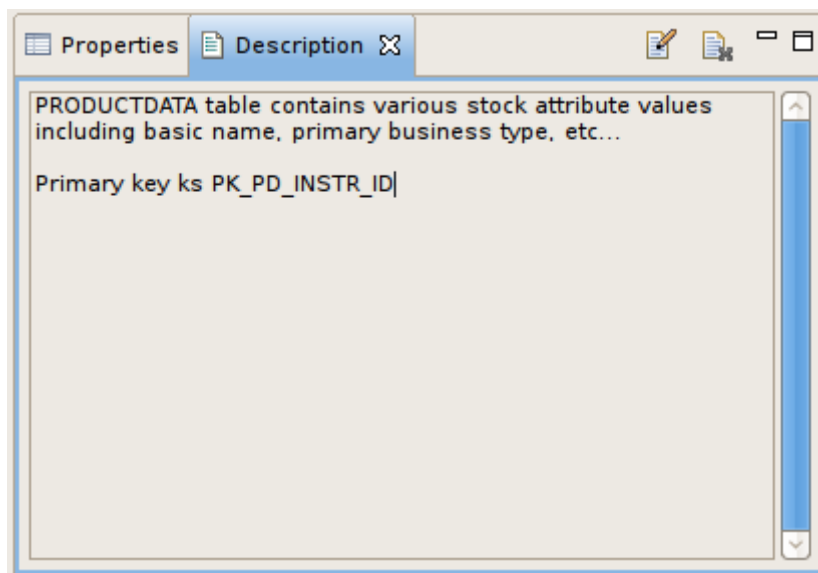 Properties Description
PRODUCTDATA table contains various stock attribute values
including basic name, primary business type, etc...
Primary key ks PK_PD_INSTR_ID